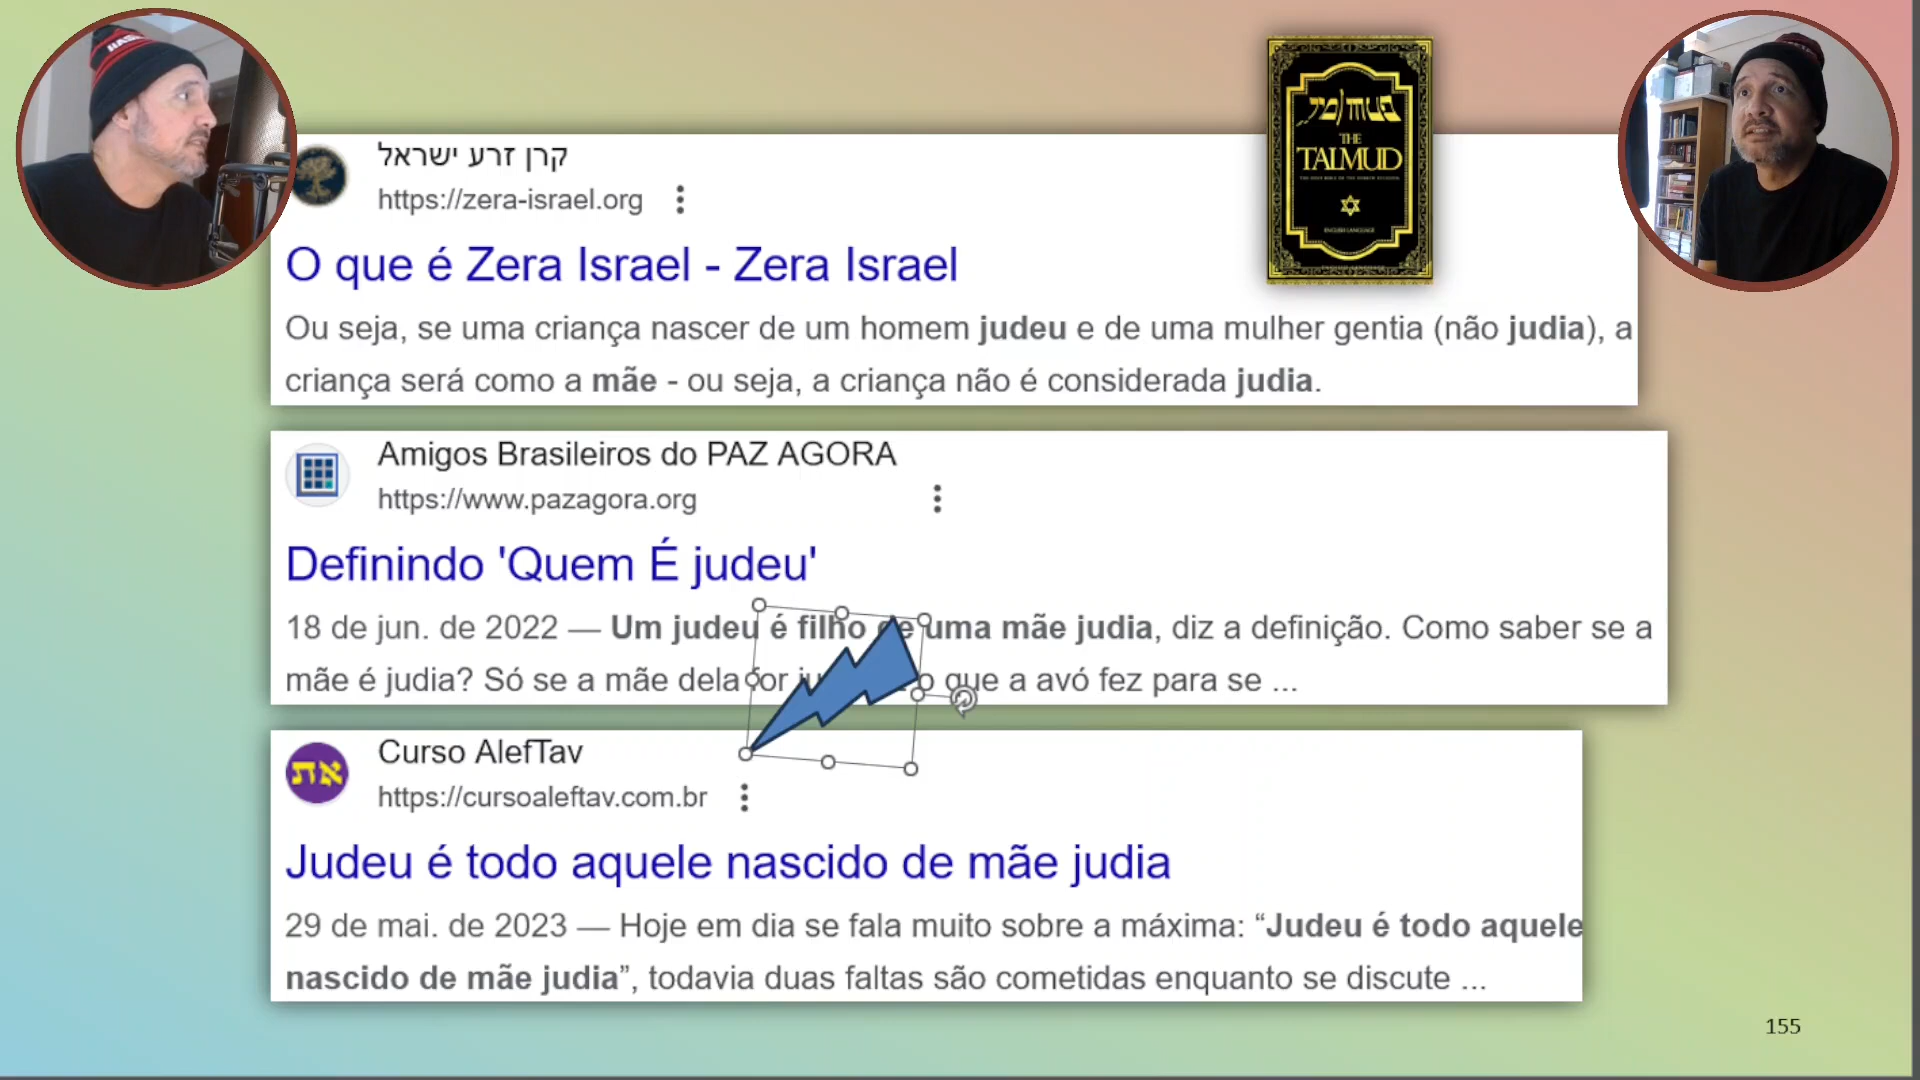 קרן זרע ישראל
https://zera-israel.org
O que é Zera Israel - Zera Israel
Ou seja, se uma criança nascer de um homem judeu e de uma mulher gentia (não judia), a
criança será como a mãe - ou seja, a criança não é considerada judia.
THE
TALMUD
ENGLISH LANGUAGE
Amigos Brasileiros do PAZ AGORA
https://www.pazagora.org
Definindo 'Quem É judeu'
18 de jun. de 2022 — Um judeu é filho de uma mãe judia, diz a definição. Como saber se a
mãe é judia? Só se a mãe dela for o que a avó fez para se ...
את
Curso AlefTav
https://cursoaleftav.com.br
Judeu é todo aquele nascido de mãe judia
29 de mai. de 2023 — Hoje em dia se fala muito sobre a máxima: “Judeu é todo aquele
nascido de mãe judia”, todavia duas faltas são cometidas enquanto se discute ...
155